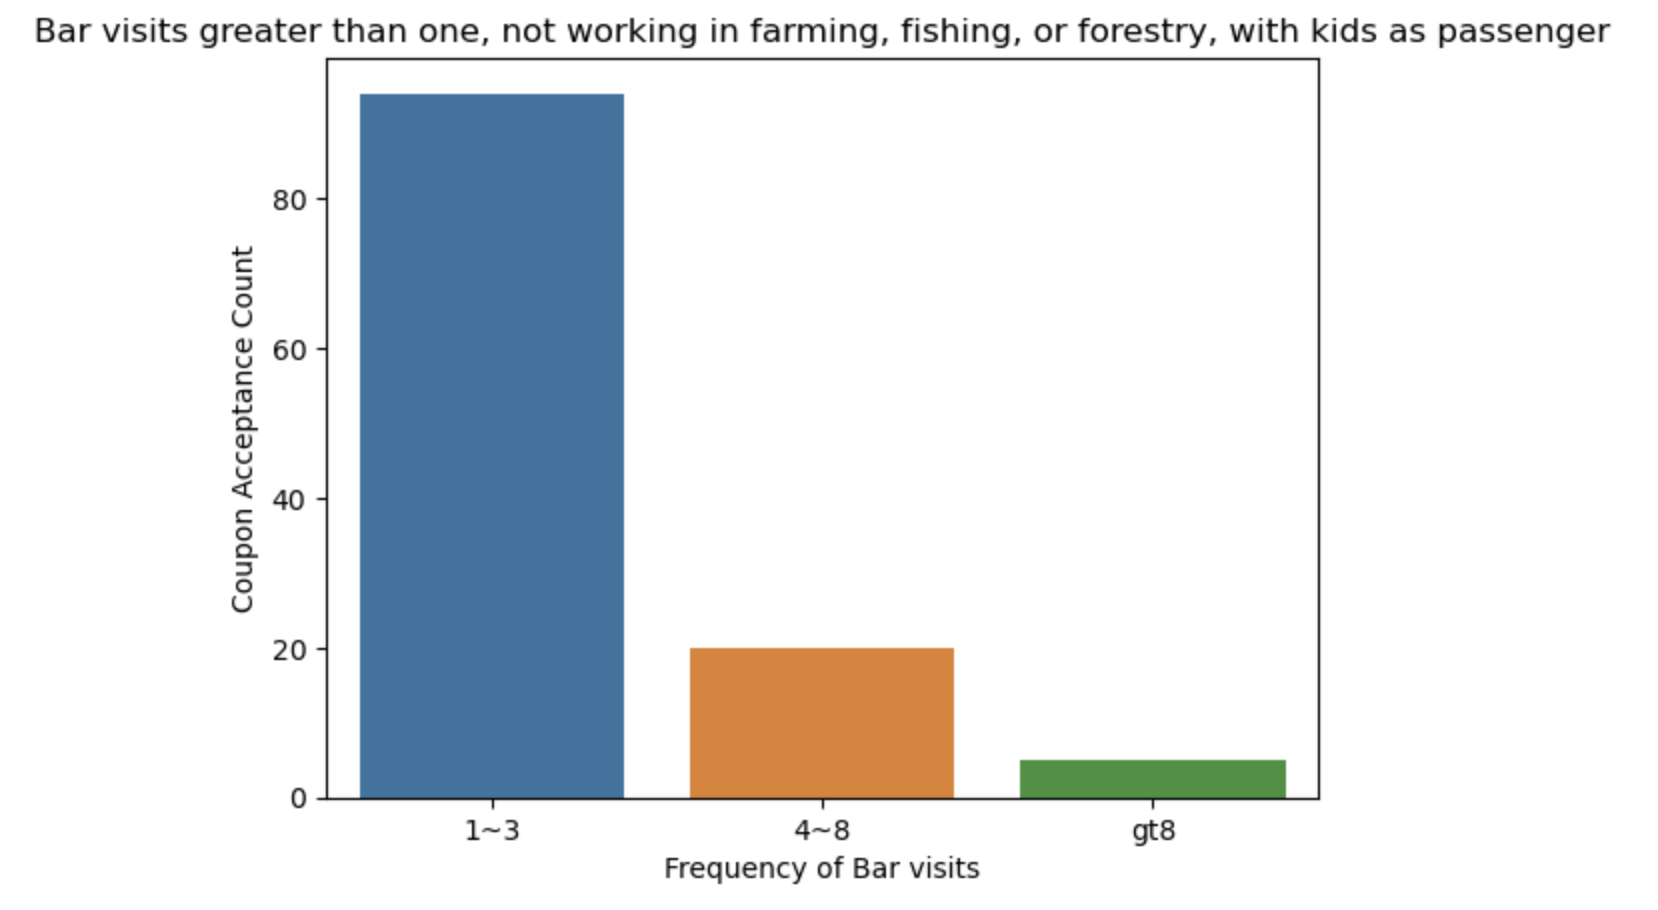 Bar visits greater than one, not working in farming, fishing, or forestry, with kids as passenger
Coupon Acceptance Count
80
60
40
20
0
1~3
4~8
gt8
Frequency of Bar visits